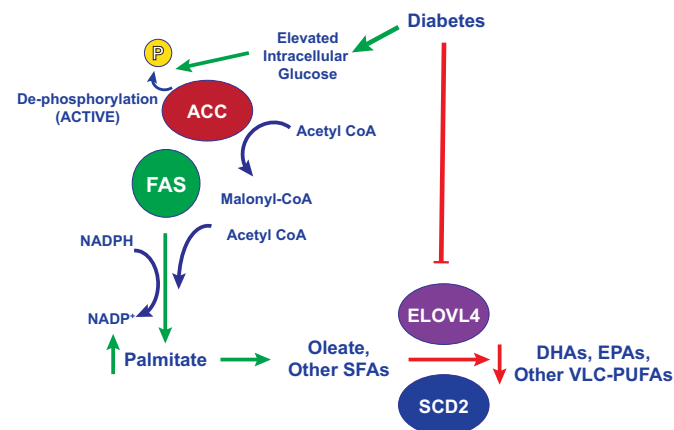 Diabetes
Elevated
Intracellular
Glucose
P
De-phosphorylation
(ACTIVE)
ACC
Acetyl CoA
FAS
Malonyl-CoA
Acetyl CoA
NADPH
NADP+
Palmitate
Oleate,
Other SFAs
ELOVL4
SCD2
DHAs, EPAs,
Other VLC-PUFAs